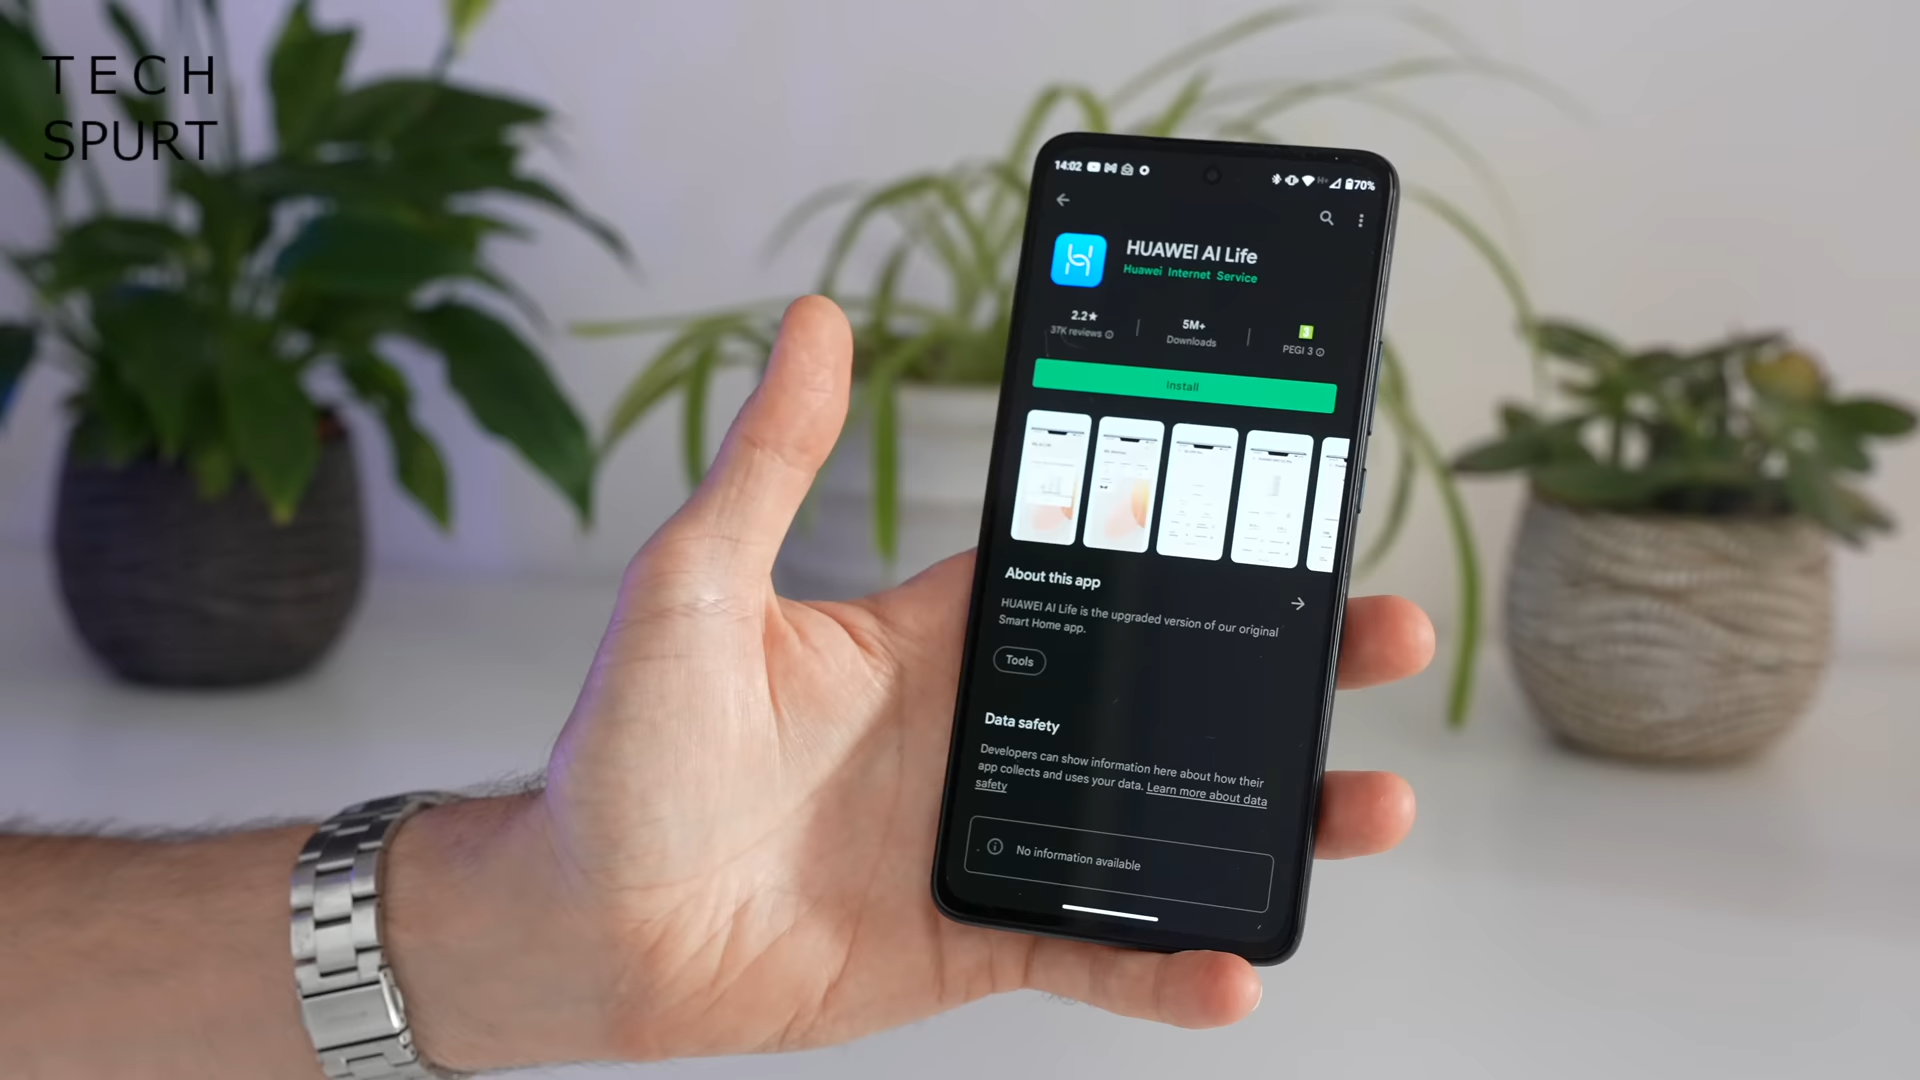 TECH
SPURT
14:02
H+
70%
HUAWEI AI Life
Huawei Internet Service
2.2★
37K reviews
5M+
Downloads
3
PEGI 3
Install
About this app
HUAWEI AI Life is the upgraded version of our original
Smart Home app.
Tools
Data safety
Developers can show information here about how their
app collects and uses your data. Learn more about data
safety
No information available